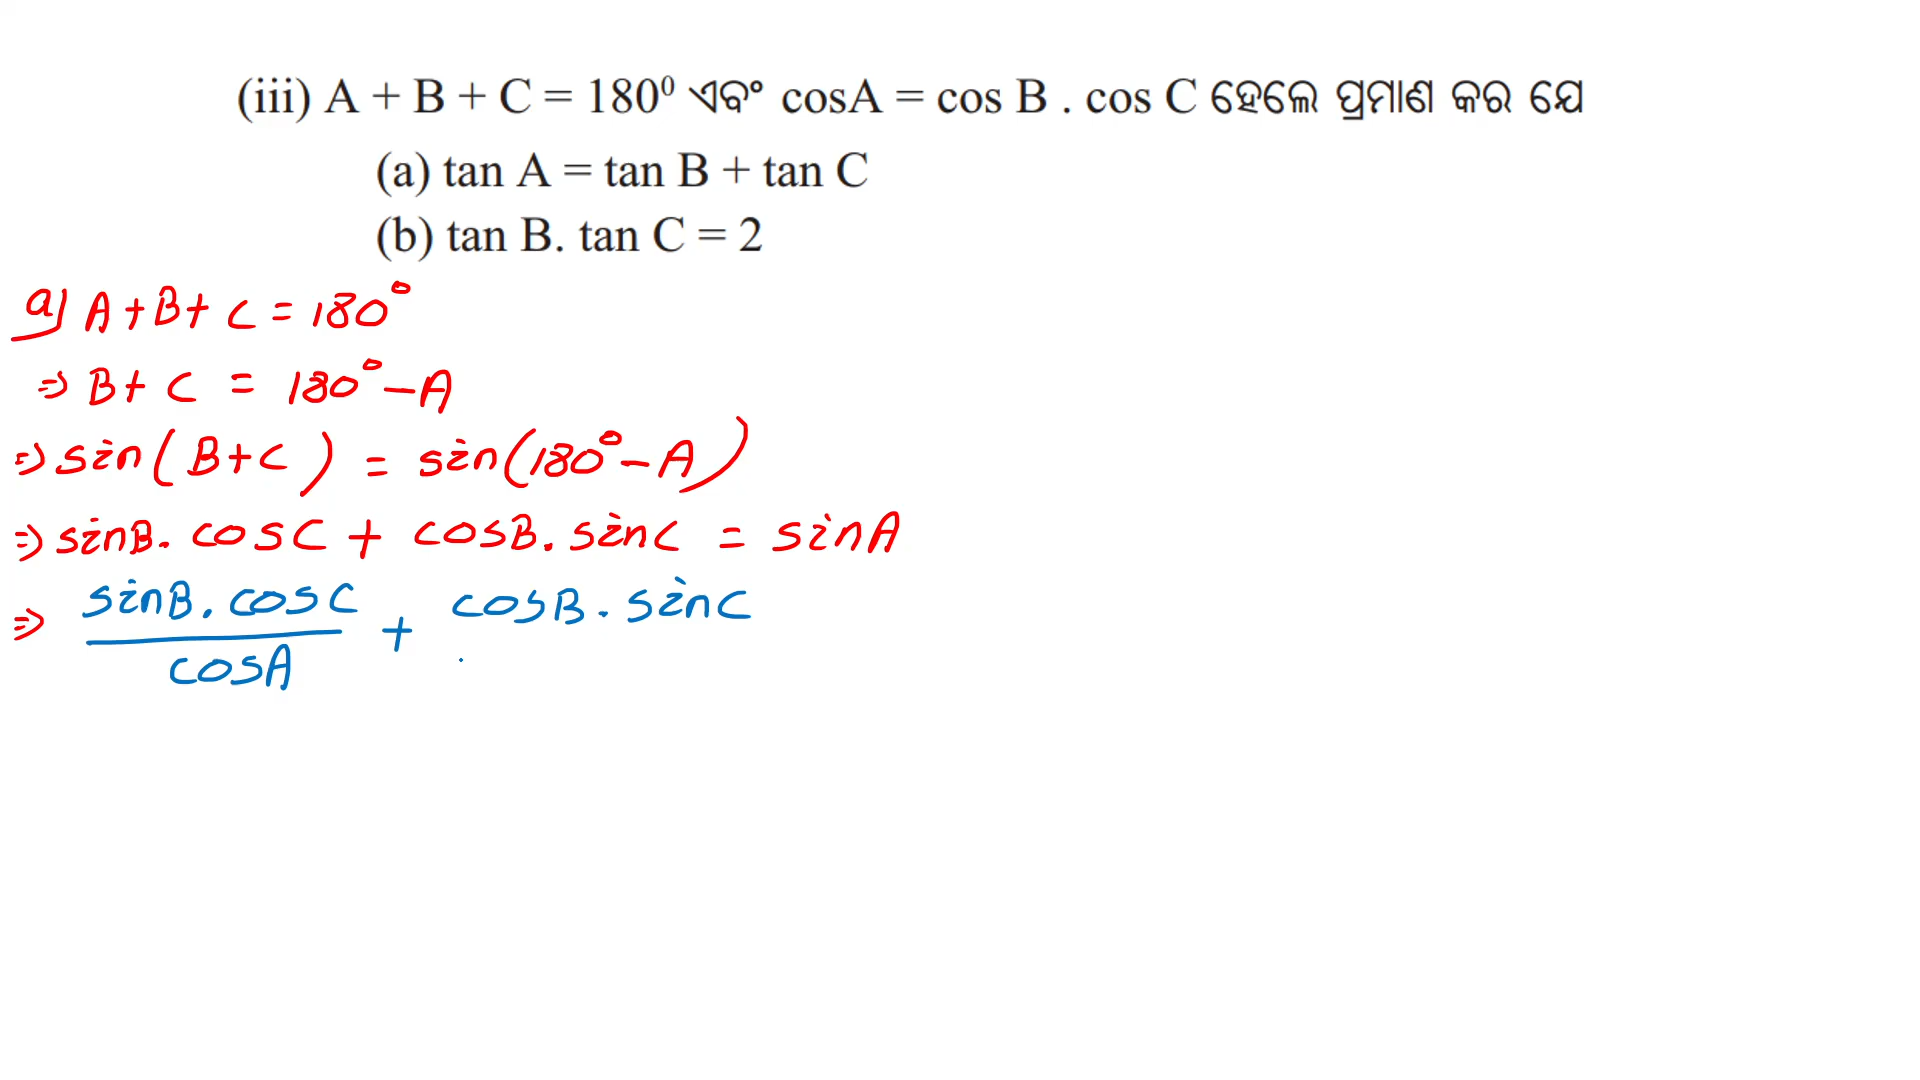 (iii) A + B + C = 180⁰ ଏବଂ cosA = cos B . cos C ହେଲେ ପ୍ରମାଣ କର ଯେ
(a) tan A = tan B + tan C
(b) tan B. tan C = 2
a) A+B+C = 180°
⇒ B+C = 180°-A
⇒ sin(B+C) = sin(180°-A)
⇒ sinB. cosC + cosB. sinC = sinA
⇒ sinB. cosC / cosA + cosB. sinC